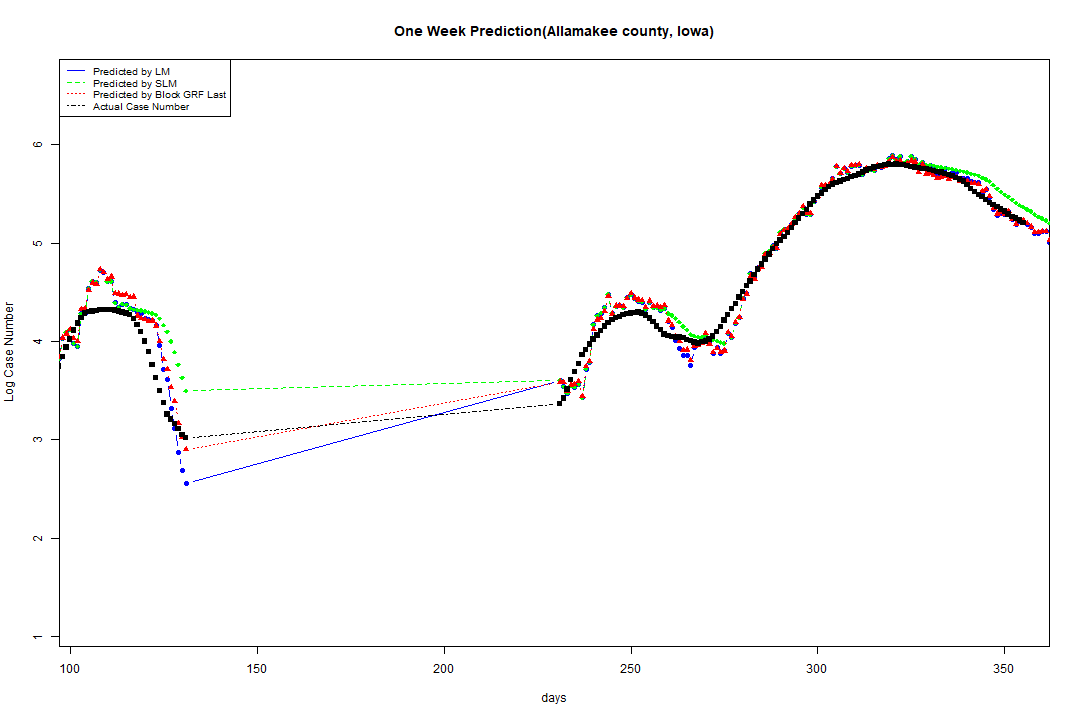 One Week Prediction(Allamakee county, Iowa)
Predicted by LM
Predicted by SLM
Predicted by Block GRF Last
Actual Case Number
6
5
4
3
2
1
Log Case Number
100 150 200 250 300 350
days